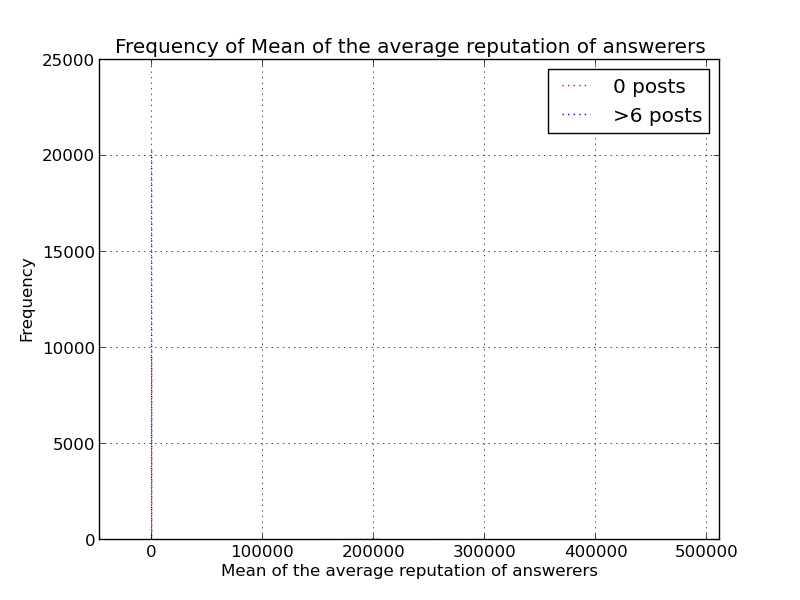 Frequency of Mean of the average reputation of answerers
25000
20000
15000
10000
5000
0
Frequency
0 posts
>6 posts
0 100000 200000 300000 400000 500000
Mean of the average reputation of answerers